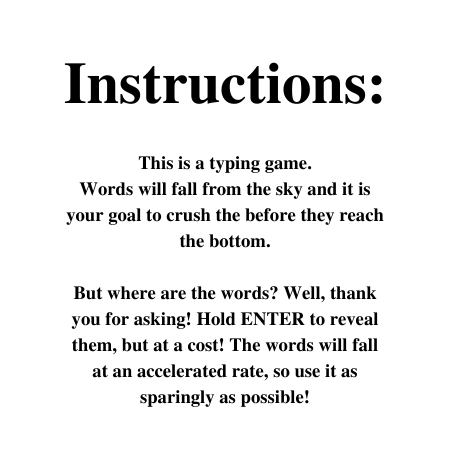 Instructions:
This is a typing game.
Words will fall from the sky and it is
your goal to crush the before they reach
the bottom.
But where are the words? Well, thank
you for asking! Hold ENTER to reveal
them, but at a cost! The words will fall
at an accelerated rate, so use it as
sparingly as possible!